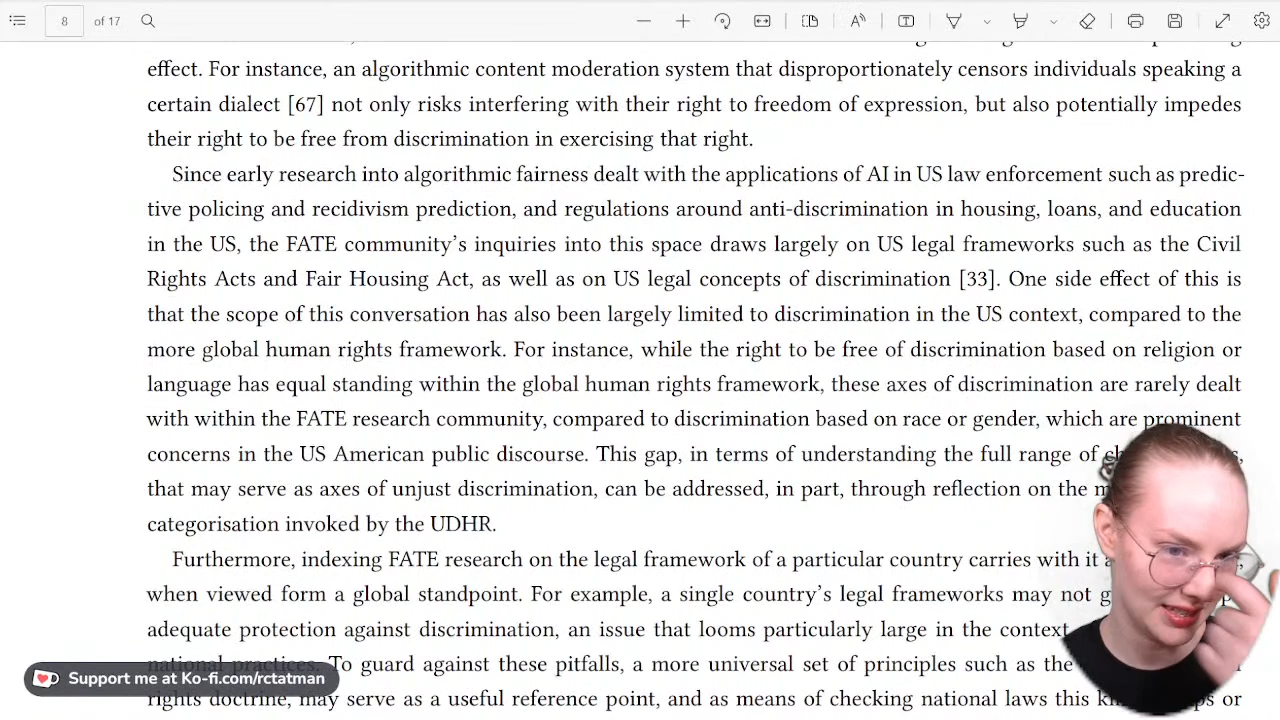 8 of 17
effect. For instance, an algorithmic content moderation system that disproportionately censors individuals speaking a
certain dialect [67] not only risks interfering with their right to freedom of expression, but also potentially impedes
their right to be free from discrimination in exercising that right.
Since early research into algorithmic fairness dealt with the applications of AI in US law enforcement such as predic-
tive policing and recidivism prediction, and regulations around anti-discrimination in housing, loans, and education
in the US, the FATE community's inquiries into this space draws largely on US legal frameworks such as the Civil
Rights Acts and Fair Housing Act, as well as on US legal concepts of discrimination [33]. One side effect of this is
that the scope of this conversation has also been largely limited to discrimination in the US context, compared to the
more global human rights framework. For instance, while the right to be free of discrimination based on religion or
language has equal standing within the global human rights framework, these axes of discrimination are rarely dealt
with within the FATE research community, compared to discrimination based on race or gender, which are prominent
concerns in the US American public discourse. This gap, in terms of understanding the full range of
that may serve as axes of unjust discrimination, can be addressed, in part, through reflection on the
categorisation invoked by the UDHR.
Furthermore, indexing FATE research on the legal framework of a particular country carries with it
when viewed form a global standpoint. For example, a single country's legal frameworks may not
adequate protection against discrimination, an issue that looms particularly large in the context
national practices. To guard against these pitfalls, a more universal set of principles such as the
rights doctrine, may serve as a useful reference point, and as means of checking national laws this or
Support me at Ko-fi.com/rctatman